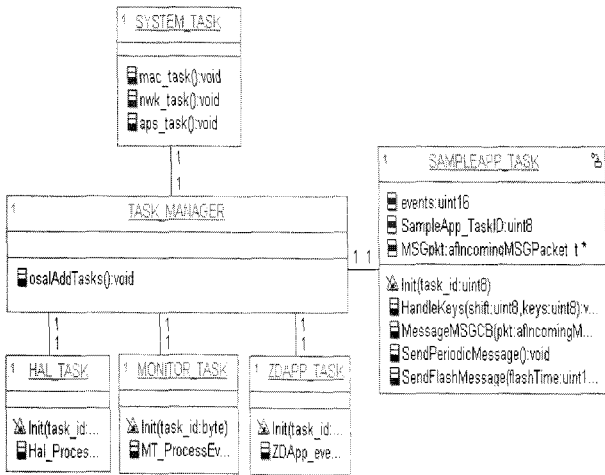 1 SYSTEM_TASK
mac_task():void
nwk_task():void
aps_task():void
1
1
1 TASK_MANAGER
osalAddTasks():void
1 1
1 SAMPLEAPP_TASK
events:uint16
SampleApp_TaskID:uint8
MSGpkt:afIncomingMSGPacket_t *
Init(task_id:uint8)
HandleKeys(shift:uint8,keys:uint8):v...
MessageMSGCB(pkt:afIncomingM...
SendPeriodicMessage():void
SendFlashMessage(flashTime:uint1...
1 1 1
1 1 1
1 HAL_TASK
Init(task_id:...
Hal_Proces...
1 MONITOR_TASK
Init(task_id:byte)
MT_ProcessEv...
1 ZDAPP_TASK
Init(task_id:...
ZDApp_eve...